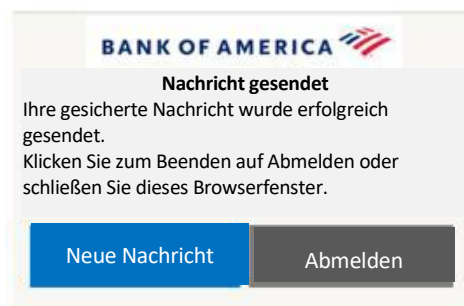 BANK OF AMERICA
Nachricht gesendet
Ihre gesicherte Nachricht wurde erfolgreich
gesendet.
Klicken Sie zum Beenden auf Abmelden oder
schließen Sie dieses Browserfenster.
Neue Nachricht
Abmelden